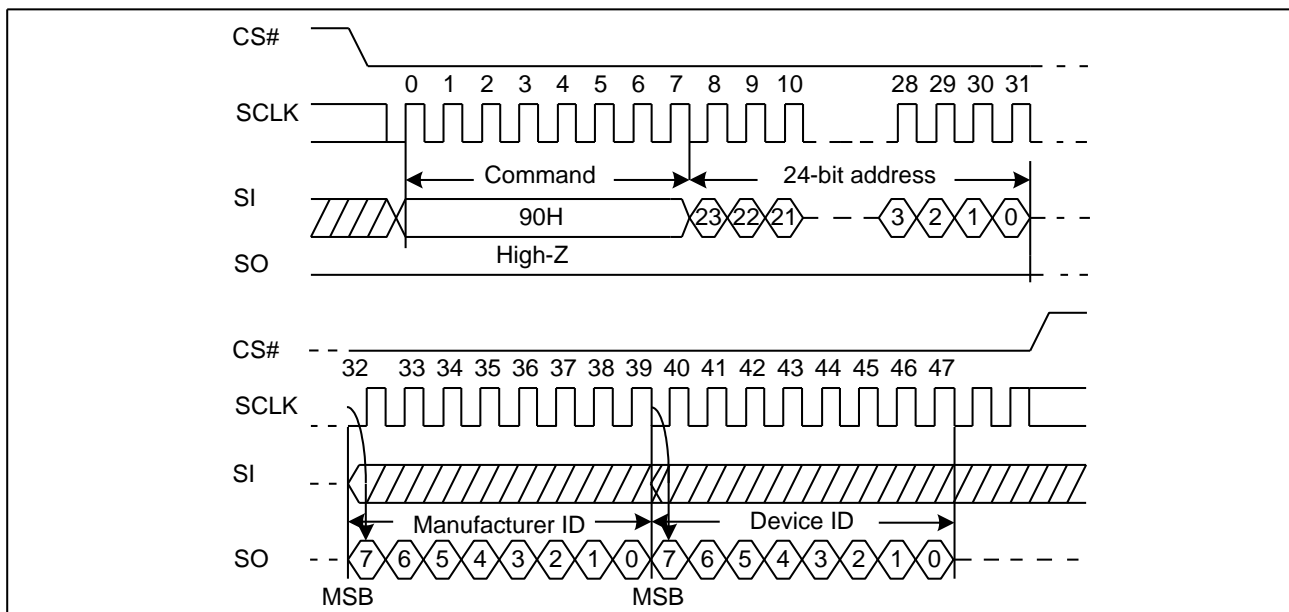 CS#
0 1 2 3 4 5 6 7 8 9 10 28 29 30 31
SCLK
Command 24-bit address
SI
90H 23 22 21 3 2 1 0
High-Z
SO
CS#
32 33 34 35 36 37 38 39 40 41 42 43 44 45 46 47
SCLK
SI
Manufacturer ID Device ID
SO 7 6 5 4 3 2 1 0 7 6 5 4 3 2 1 0
MSB MSB